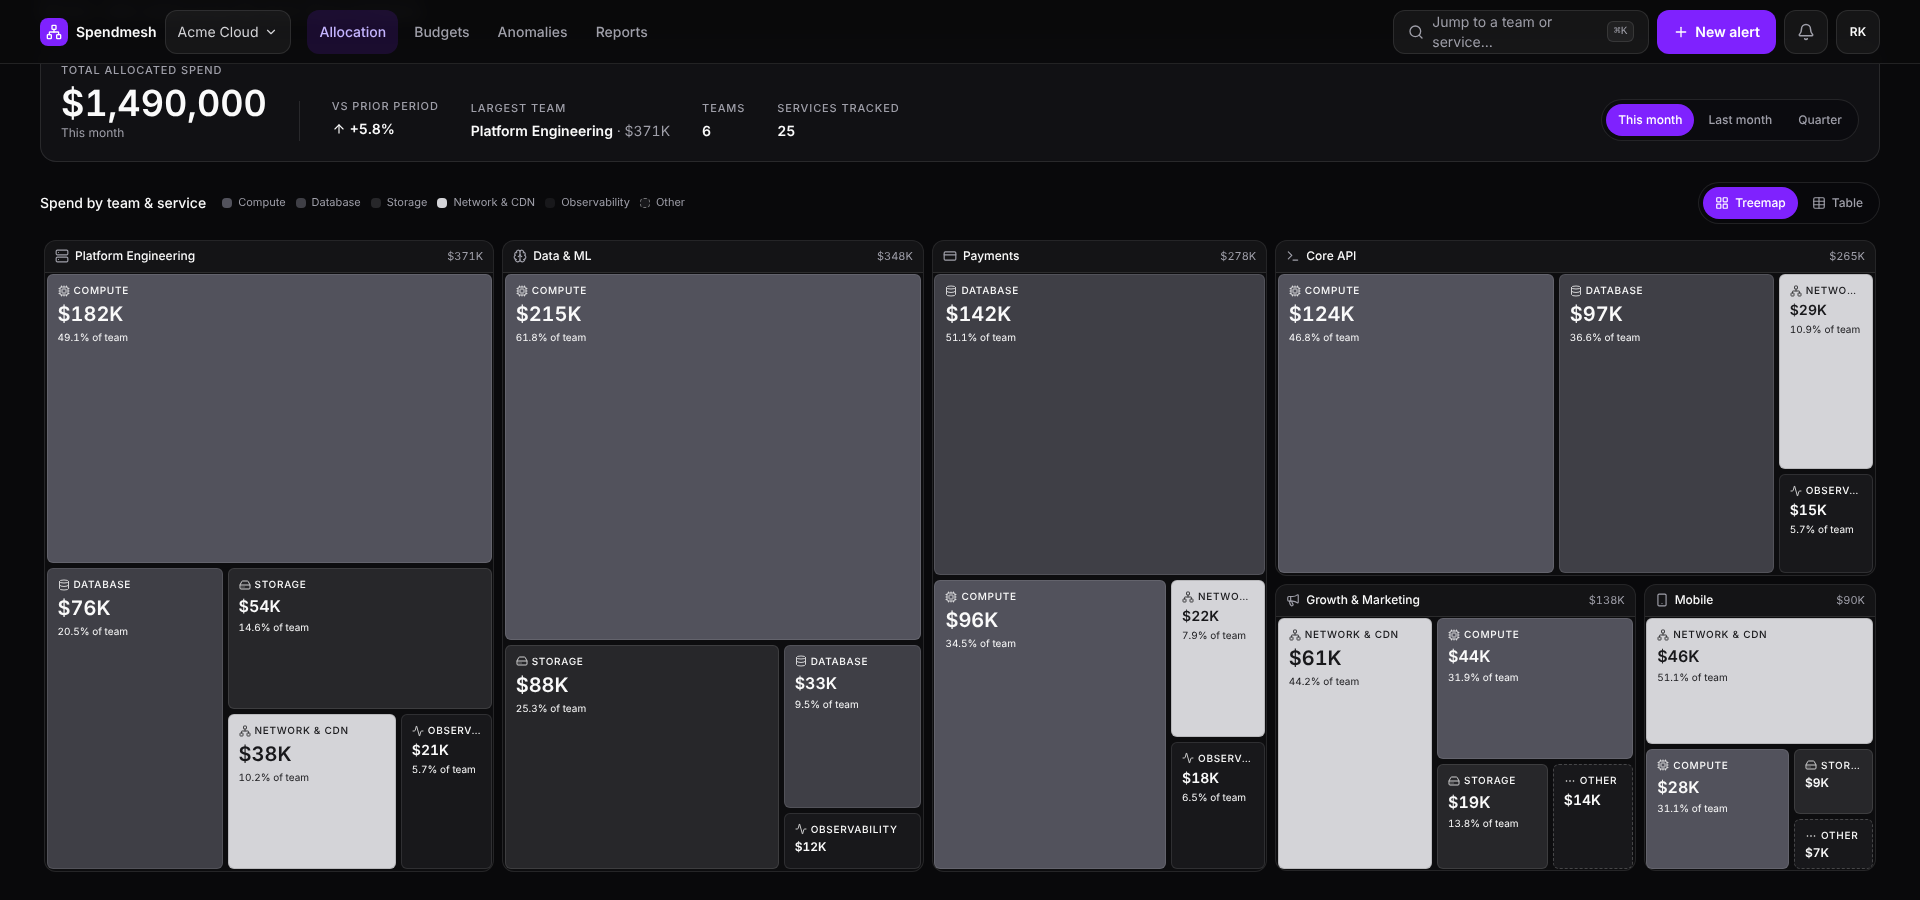 Spendmesh
Acme Cloud
Allocation
Budgets
Anomalies
Reports
Jump to a team or
service...
⌘K
New alert
RK
TOTAL ALLOCATED SPEND
$1,490,000
This month
VS PRIOR PERIOD
↑ +5.8%
LARGEST TEAM
Platform Engineering · $371K
TEAMS
6
SERVICES TRACKED
25
This month
Last month
Quarter
Spend by team & service
Compute
Database
Storage
Network & CDN
Observability
Other
Treemap
Table
Platform Engineering
$371K
COMPUTE
$182K
49.1% of team
DATABASE
$76K
20.5% of team
STORAGE
$54K
14.6% of team
NETWORK & CDN
$38K
10.2% of team
OBSERV...
$21K
5.7% of team
Data & ML
$348K
COMPUTE
$215K
61.8% of team
STORAGE
$88K
25.3% of team
DATABASE
$33K
9.5% of team
OBSERVABILITY
$12K
Payments
$278K
DATABASE
$142K
51.1% of team
COMPUTE
$96K
34.5% of team
NETWO...
$22K
7.9% of team
OBSERV...
$18K
6.5% of team
Core API
$265K
COMPUTE
$124K
46.8% of team
DATABASE
$97K
36.6% of team
NETWO...
$29K
10.9% of team
OBSERV...
$15K
5.7% of team
Growth & Marketing
$138K
NETWORK & CDN
$61K
44.2% of team
COMPUTE
$44K
31.9% of team
STORAGE
$19K
13.8% of team
OTHER
$14K
Mobile
$90K
NETWORK & CDN
$46K
51.1% of team
COMPUTE
$28K
31.1% of team
STOR...
$9K
OTHER
$7K